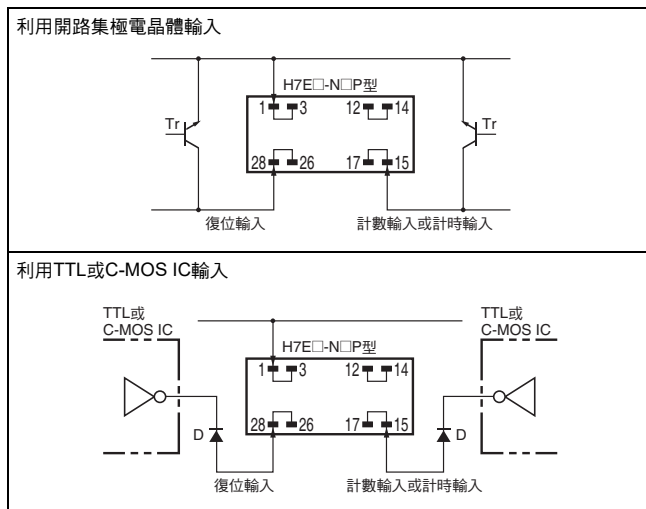 利用開路集極電晶體輸入
H7E□-N□P型
1 3 12 14
Tr Tr
28 26 17 15
復位輸入 計數輸入或計時輸入
利用TTL或C-MOS IC輸入
TTL或 TTL或
C-MOS IC C-MOS IC
H7E□-N□P型
1 3 12 14
28 26 17 15
D D
復位輸入 計數輸入或計時輸入